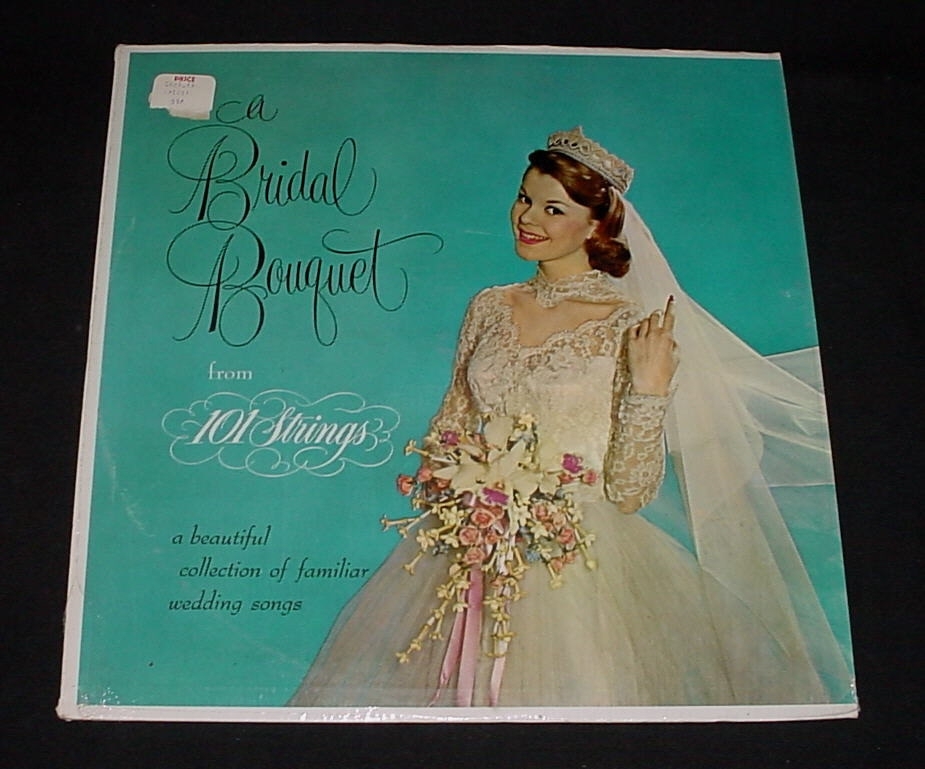 PRICE
a
Bridal
Bouquet
from
101 Strings
a beautiful
collection of familiar
wedding songs